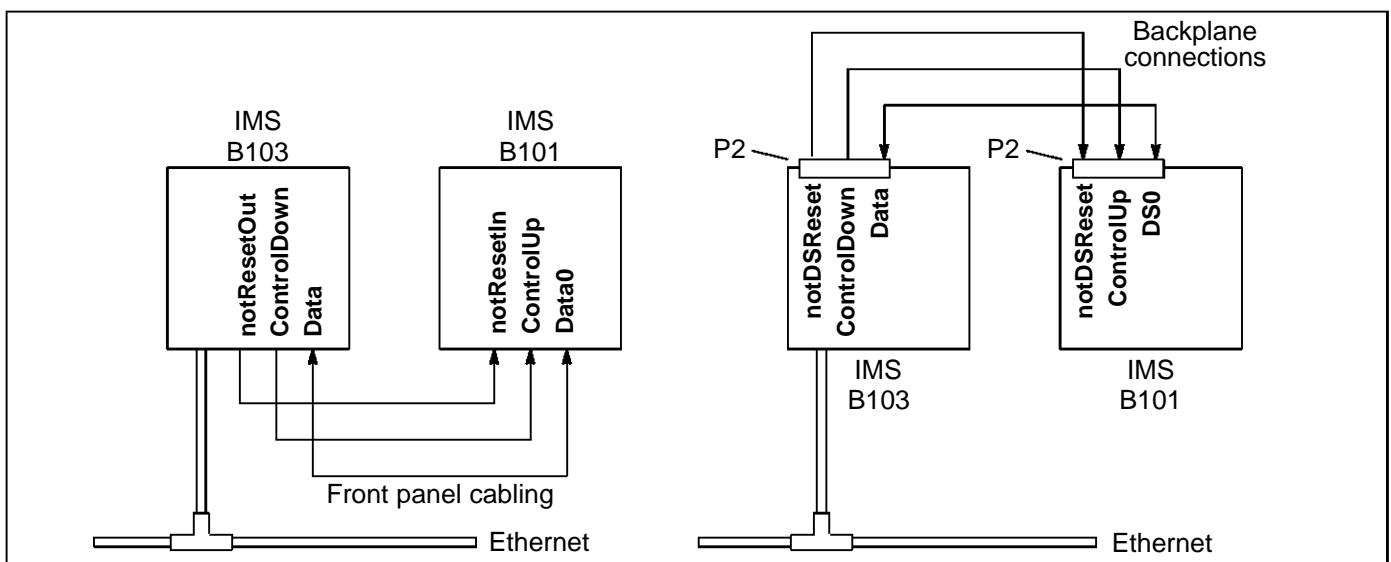 Backplane
connections
IMS
B103
IMS
B101
notResetOut
ControlDown
Data
notResetIn
ControlUp
Data0
Front panel cabling
Ethernet
P2
P2
notDSReset
ControlDown
Data
notDSReset
ControlUp
DS0
IMS
B103
IMS
B101
Ethernet